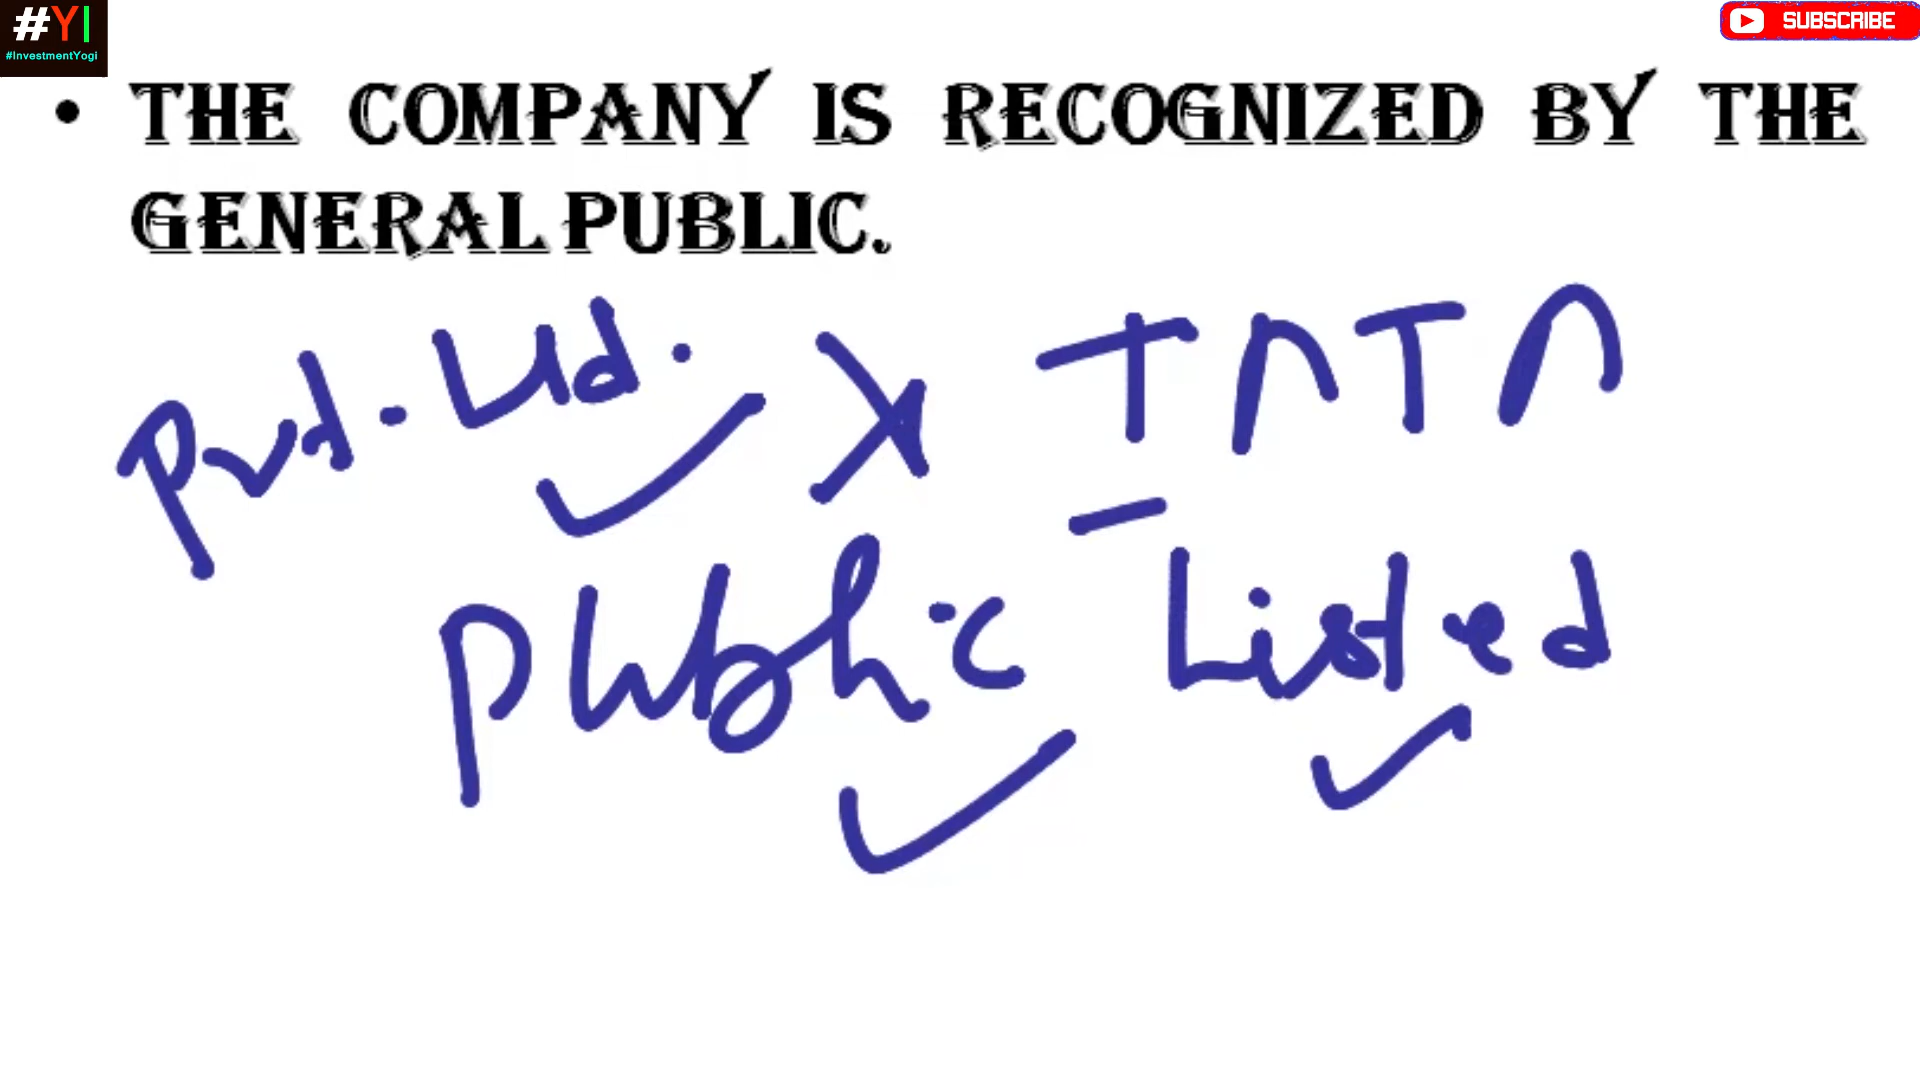 #YI
#InvestmentYogi
SUBSCRIBE
• THE COMPANY IS RECOGNIZED BY THE
GENERAL PUBLIC.
Pvt. Ltd. TATA
Public Listed